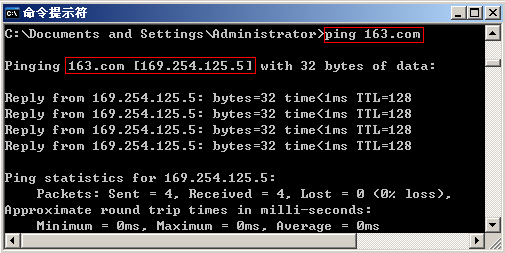 命令提示符
C:\Documents and Settings\Administrator>ping 163.com
Pinging 163.com [169.254.125.5] with 32 bytes of data:
Reply from 169.254.125.5: bytes=32 time<1ms TTL=128
Reply from 169.254.125.5: bytes=32 time<1ms TTL=128
Reply from 169.254.125.5: bytes=32 time<1ms TTL=128
Reply from 169.254.125.5: bytes=32 time<1ms TTL=128
Ping statistics for 169.254.125.5:
Packets: Sent = 4, Received = 4, Lost = 0 (0% loss),
Approximate round trip times in milli-seconds:
Minimum = 0ms, Maximum = 0ms, Average = 0ms